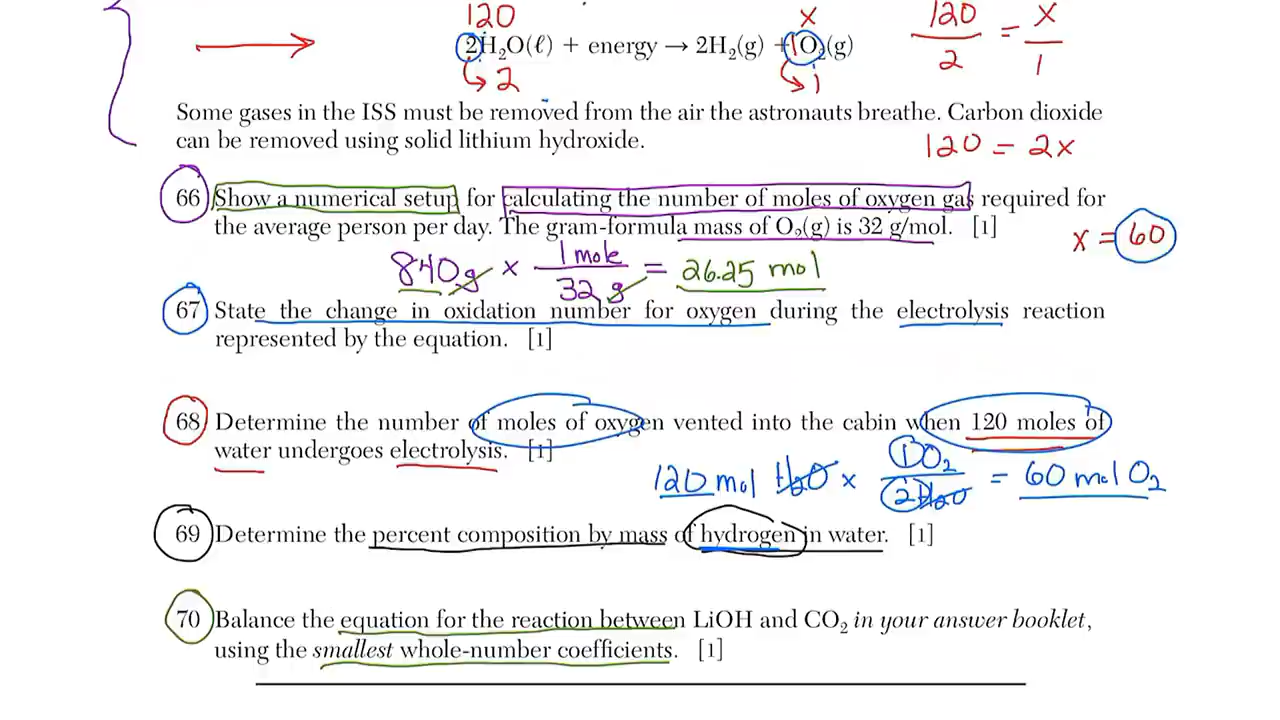 120
x
2H₂O(ℓ) + energy → 2H₂(g) + 1O₂(g)
2
1
120/2 = x/1
Some gases in the ISS must be removed from the air the astronauts breathe. Carbon dioxide
can be removed using solid lithium hydroxide.
120 = 2x
66 Show a numerical setup for calculating the number of moles of oxygen gas required for
the average person per day. The gram-formula mass of O₂(g) is 32 g/mol. [1]
x = 60
840g × 1 mole/32 g = 26.25 mol
67 State the change in oxidation number for oxygen during the electrolysis reaction
represented by the equation. [1]
68 Determine the number of moles of oxygen vented into the cabin when 120 moles of
water undergoes electrolysis. [1]
120 mol H₂O × 1O₂/2H₂O = 60 mol O₂
69 Determine the percent composition by mass of hydrogen in water. [1]
70 Balance the equation for the reaction between LiOH and CO₂ in your answer booklet,
using the smallest whole-number coefficients. [1]